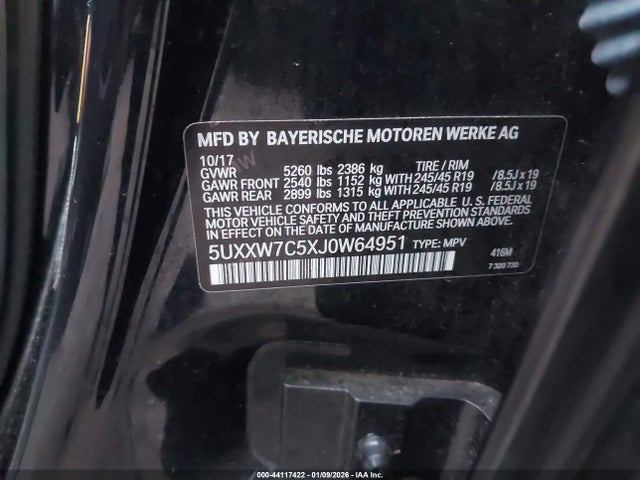 MFD BY BAYERISCHE MOTOREN WERKE AG
10/17
GVWR 5260 lbs 2386 kg TIRE / RIM
GAWR FRONT 2540 lbs 1152 kg WITH 245/45 R19 /8.5J x 19
GAWR REAR 2899 lbs 1315 kg WITH 245/45 R19 /8.5J x 19
THIS VEHICLE CONFORMS TO ALL APPLICABLE U. S. FEDERAL
MOTOR VEHICLE SAFETY, BUMPER, AND THEFT PREVENTION STANDARDS
IN EFFECT ON THE DATE OF MANUFACTURE SHOWN ABOVE.
5UXXW7C5XJ0W64951 TYPE: MPV
416M
7 320 730
000-44117422 - 01/09/2026 - © IAA Inc.